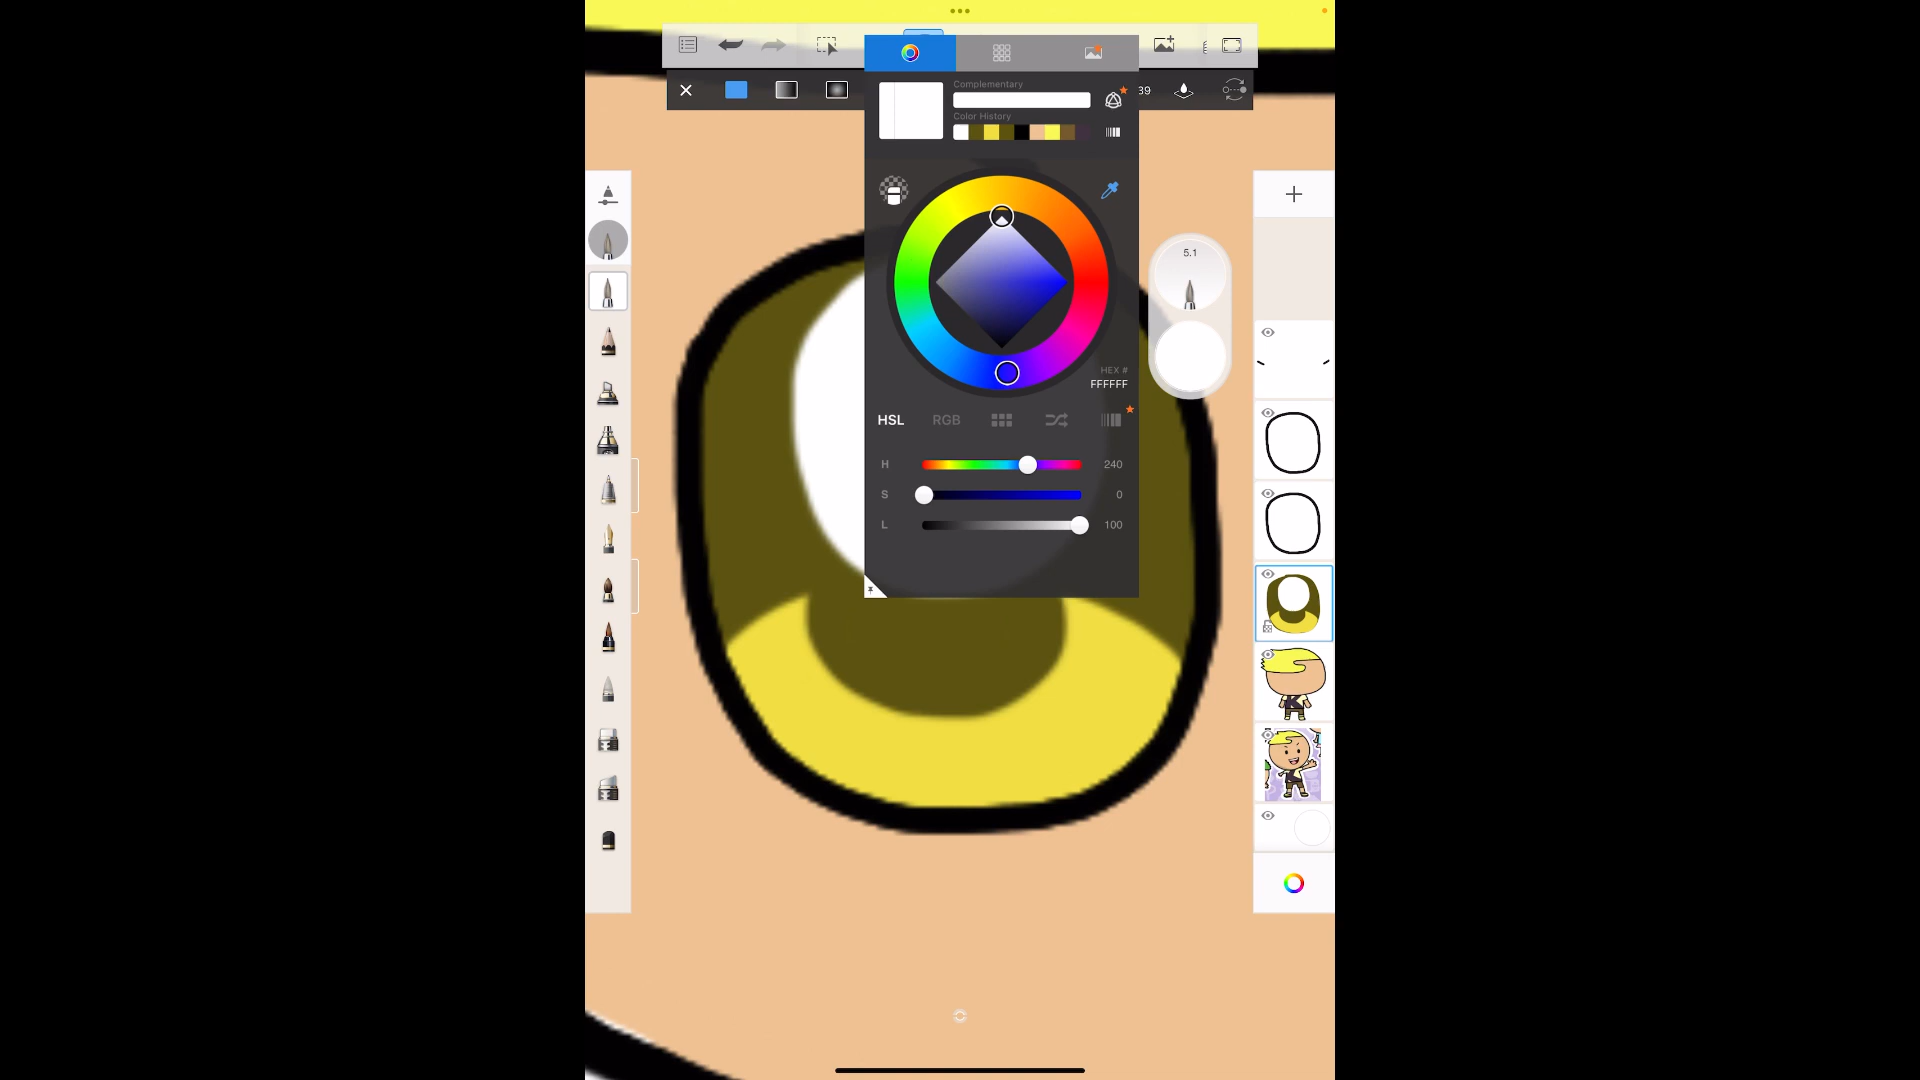 Complementary
39
Color History
5.1
HEX #
FFFFFF
HSL RGB
H 240
S 0
L 100
K